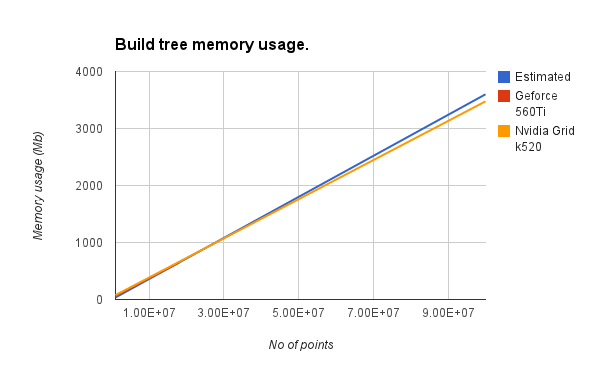 Build tree memory usage.
4000
3000
2000
1000
0
Memory usage (Mb)
1.00E+07 3.00E+07 5.00E+07 7.00E+07 9.00E+07
No of points
Estimated
Geforce
560Ti
Nvidia Grid
k520